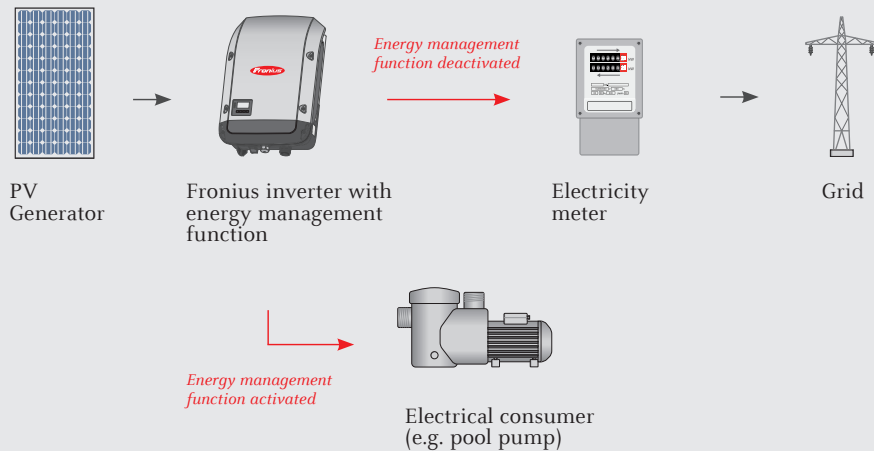 Energy management
function deactivated
Fronius
PV
Generator
Fronius inverter with
energy management
function
Electricity
meter
Grid
Energy management
function activated
Electrical consumer
(e.g. pool pump)